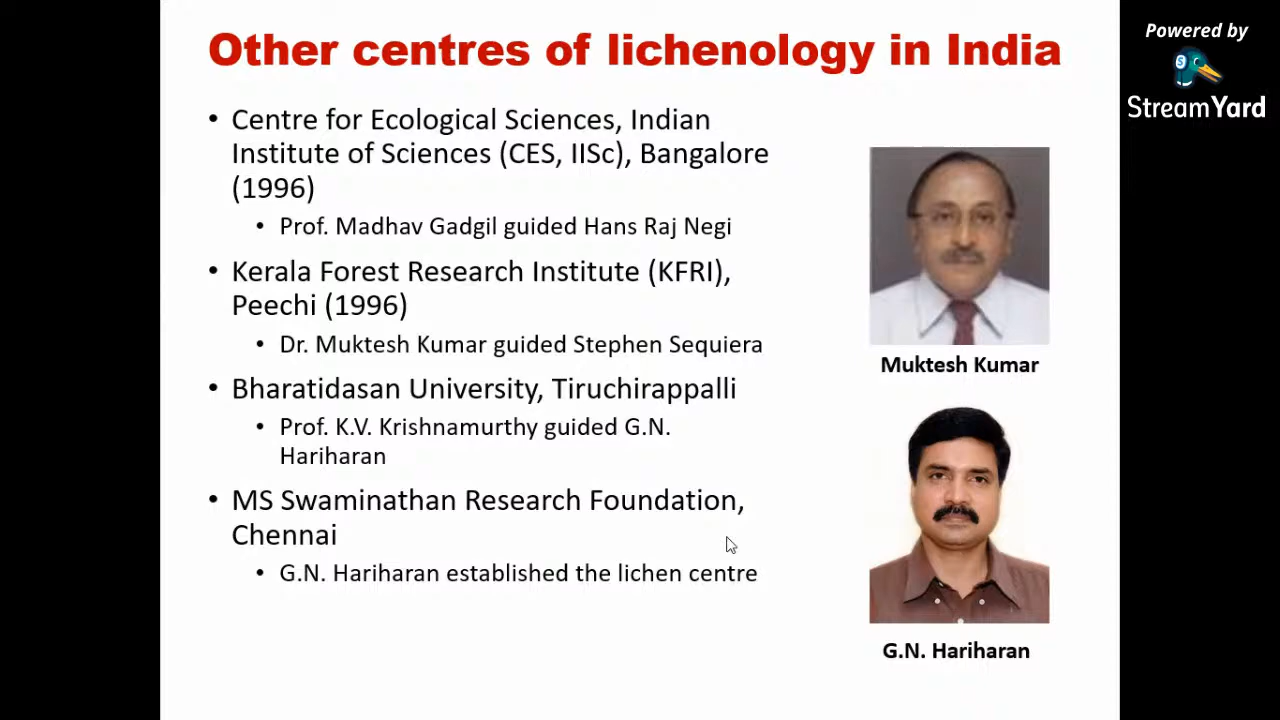 Other centres of lichenology in India
Powered by
StreamYard
• Centre for Ecological Sciences, Indian
Institute of Sciences (CES, IISc), Bangalore
(1996)
• Prof. Madhav Gadgil guided Hans Raj Negi
• Kerala Forest Research Institute (KFRI),
Peechi (1996)
• Dr. Muktesh Kumar guided Stephen Sequiera
• Bharatidasan University, Tiruchirappalli
• Prof. K.V. Krishnamurthy guided G.N.
Hariharan
• MS Swaminathan Research Foundation,
Chennai
• G.N. Hariharan established the lichen centre
Muktesh Kumar
G.N. Hariharan